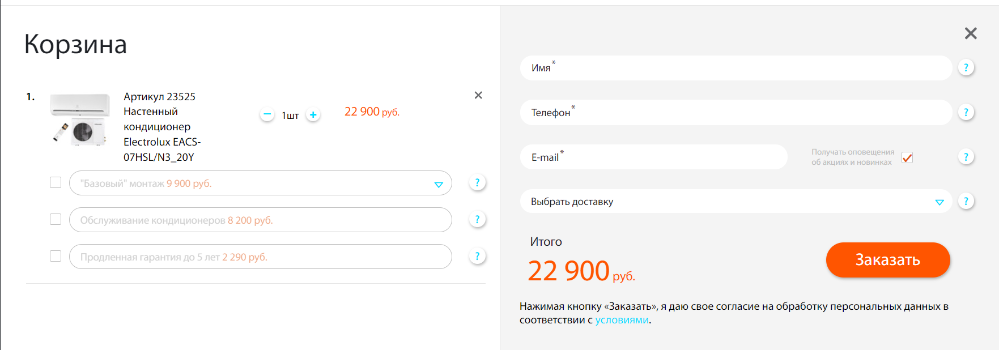 Корзина
1.
Артикул 23525
Настенный
кондиционер
Electrolux EACS-
07HSL/N3_20Y
1шт
22 900 руб.
"Базовый" монтаж 9 900 руб.
?
Обслуживание кондиционеров 8 200 руб.
?
Продленная гарантия до 5 лет 2 290 руб.
?
Имя*
?
Телефон*
?
E-mail*
Получать оповещения
об акциях и новинках
?
Выбрать доставку
?
Итого
22 900 руб.
Заказать
Нажимая кнопку «Заказать», я даю свое согласие на обработку персональных данных в
соответствии с условиями.